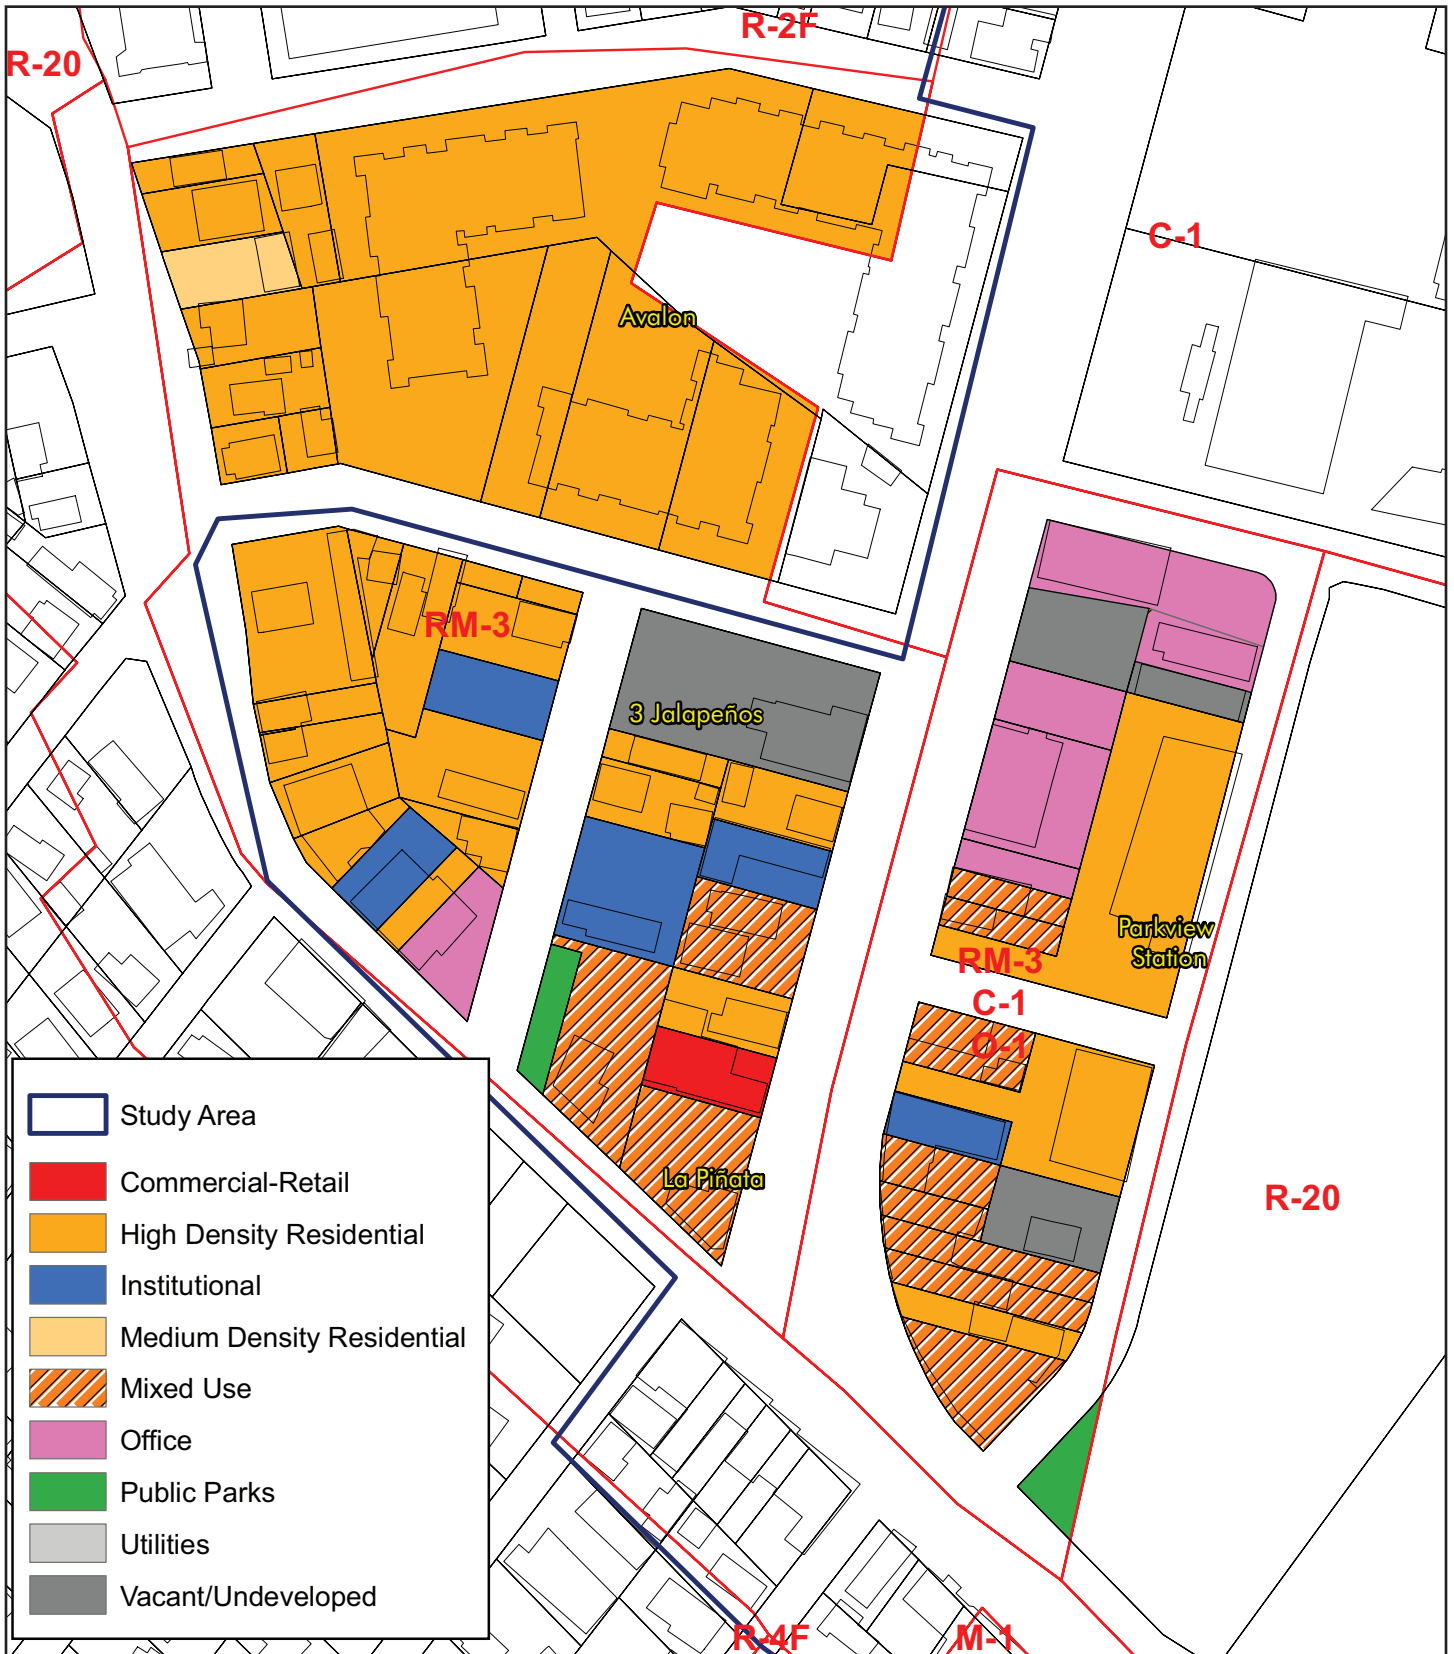 R-2F
R-20
C-1
Avalon
RM-3
3 Jalapeños
Parkview
Station
RM-3
C-1
O-1
La Piñata
R-20
Study Area
Commercial-Retail
High Density Residential
Institutional
Medium Density Residential
Mixed Use
Office
Public Parks
Utilities
Vacant/Undeveloped
R-4F
M-1